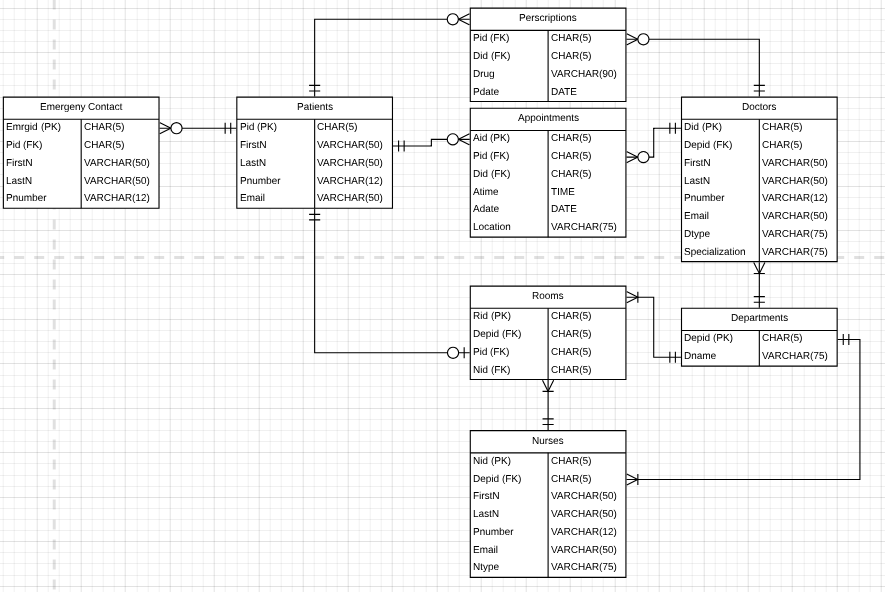 Perscriptions
Pid (FK) CHAR(5)
Did (FK) CHAR(5)
Drug VARCHAR(90)
Pdate DATE
Emergeny Contact
Emrgid (PK) CHAR(5)
Pid (FK) CHAR(5)
FirstN VARCHAR(50)
LastN VARCHAR(50)
Pnumber VARCHAR(12)
Patients
Pid (PK) CHAR(5)
FirstN VARCHAR(50)
LastN VARCHAR(50)
Pnumber VARCHAR(12)
Email VARCHAR(50)
Appointments
Aid (PK) CHAR(5)
Pid (FK) CHAR(5)
Did (FK) CHAR(5)
Atime TIME
Adate DATE
Location VARCHAR(75)
Doctors
Did (PK) CHAR(5)
Depid (FK) CHAR(5)
FirstN VARCHAR(50)
LastN VARCHAR(50)
Pnumber VARCHAR(12)
Email VARCHAR(50)
Dtype VARCHAR(75)
Specialization VARCHAR(75)
Rooms
Rid (PK) CHAR(5)
Depid (FK) CHAR(5)
Pid (FK) CHAR(5)
Nid (FK) CHAR(5)
Departments
Depid (PK) CHAR(5)
Dname VARCHAR(75)
Nurses
Nid (PK) CHAR(5)
Depid (FK) CHAR(5)
FirstN VARCHAR(50)
LastN VARCHAR(50)
Pnumber VARCHAR(12)
Email VARCHAR(50)
Ntype VARCHAR(75)